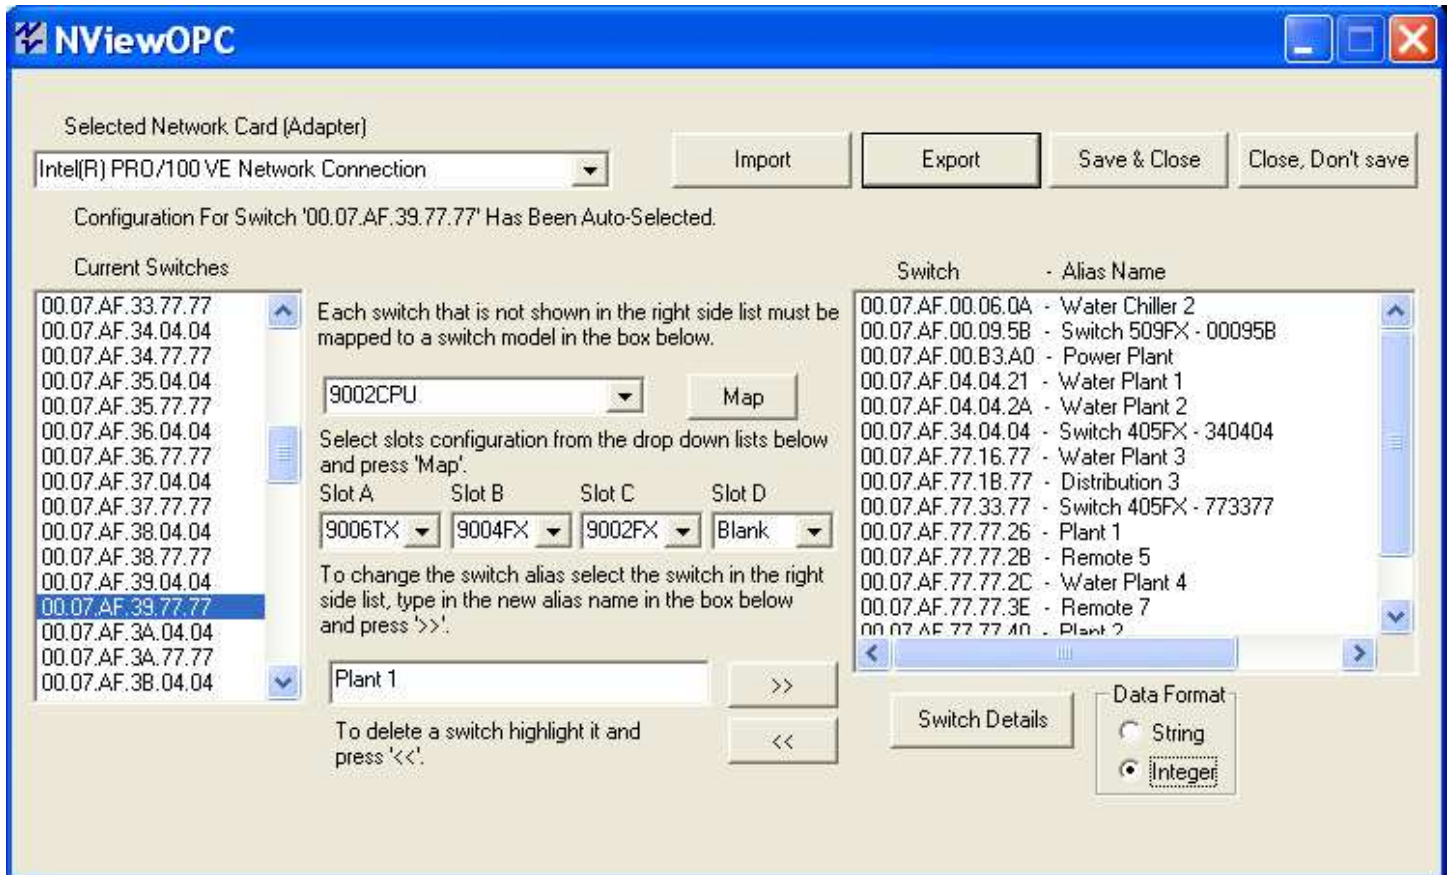 NViewOPC
Selected Network Card (Adapter)
Intel(R) PRO/100 VE Network Connection
Import
Export
Save & Close
Close, Don't save
Configuration For Switch '00.07.AF.39.77.77' Has Been Auto-Selected.
Current Switches
00.07.AF.33.77.77
00.07.AF.34.04.04
00.07.AF.34.77.77
00.07.AF.35.04.04
00.07.AF.35.77.77
00.07.AF.36.04.04
00.07.AF.36.77.77
00.07.AF.37.04.04
00.07.AF.37.77.77
00.07.AF.38.04.04
00.07.AF.38.77.77
00.07.AF.39.04.04
00.07.AF.39.77.77
00.07.AF.3A.04.04
00.07.AF.3A.77.77
00.07.AF.3B.04.04
Each switch that is not shown in the right side list must be
mapped to a switch model in the box below.
9002CPU
Map
Select slots configuration from the drop down lists below
and press 'Map'.
Slot A Slot B Slot C Slot D
9006TX 9004FX 9002FX Blank
To change the switch alias select the switch in the right
side list, type in the new alias name in the box below
and press '>>'.
Plant 1
>>
To delete a switch highlight it and
press '<<'.
<<
Switch - Alias Name
00.07.AF.00.06.0A - Water Chiller 2
00.07.AF.00.09.5B - Switch 509FX - 00095B
00.07.AF.00.B3.A0 - Power Plant
00.07.AF.04.04.21 - Water Plant 1
00.07.AF.04.04.2A - Water Plant 2
00.07.AF.34.04.04 - Switch 405FX - 340404
00.07.AF.77.16.77 - Water Plant 3
00.07.AF.77.1B.77 - Distribution 3
00.07.AF.77.33.77 - Switch 405FX - 773377
00.07.AF.77.77.26 - Plant 1
00.07.AF.77.77.2B - Remote 5
00.07.AF.77.77.2C - Water Plant 4
00.07.AF.77.77.3E - Remote 7
00.07.AF.77.77.40 - Plant 2
Switch Details
Data Format
String
Integer